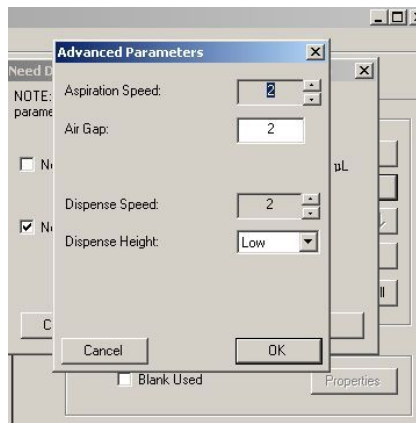 Advanced Parameters
Need D
NOTE:
parame
Aspiration Speed: 2
Air Gap: 2
µL
Dispense Speed: 2
Dispense Height: Low
Cancel OK
Blank Used Properties